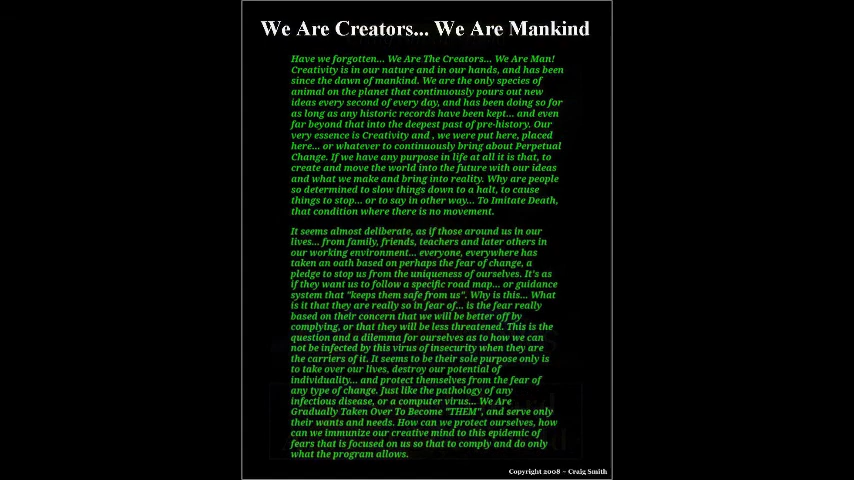 We Are Creators... We Are Mankind
Have we forgotten... We Are The Creators... We Are Man!
Creativity is in our nature and in our hands, and has been
since the dawn of mankind. We are the only species of
animal on the planet that continuously pours out new
ideas every second of every day, and has been doing so for
as long as any historic records have been kept... and even
far beyond that into the deepest past of pre-history. Our
very essence is Creativity and , we were put here, placed
here... or whatever to continuously bring about Perpetual
Change. If we have any purpose in life at all it is that, to
create and move the world into the future with our ideas
and what we make and bring into reality. Why are people
so determined to slow things down to a halt, to cause
things to stop... or to say in other way... To Imitate Death,
that condition where there is no movement.
It seems almost deliberate, as if those around us in our
lives... from family, friends, teachers and later others in
our working environment... everyone, everywhere has
taken an oath based on perhaps the fear of change, a
pledge to stop us from the uniqueness of ourselves. It's as
if they want us to follow a specific road map... or guidance
system that "keeps them safe from us". Why is this... What
is it that they are really so in fear of... is the fear really
based on their concern that we will be better off by
complying, or that they will be less threatened. This is the
question and a dilemma for ourselves as to how we can
not be infected by this virus of insecurity when they are
the carriers of it. It seems to be their sole purpose only is
to take over our lives, destroy our potential of
individuality... and protect themselves from the fear of
any type of change. Just like the pathology of any
infectious disease, or a computer virus... We Are
Gradually Taken Over To Become "THEM", and serve only
their wants and needs. How can we protect ourselves, how
can we immunize our creative mind to this epidemic of
fears that is focused on us so that to comply and do only
what the program allows.
Copyright 2008 ~ Craig Smith